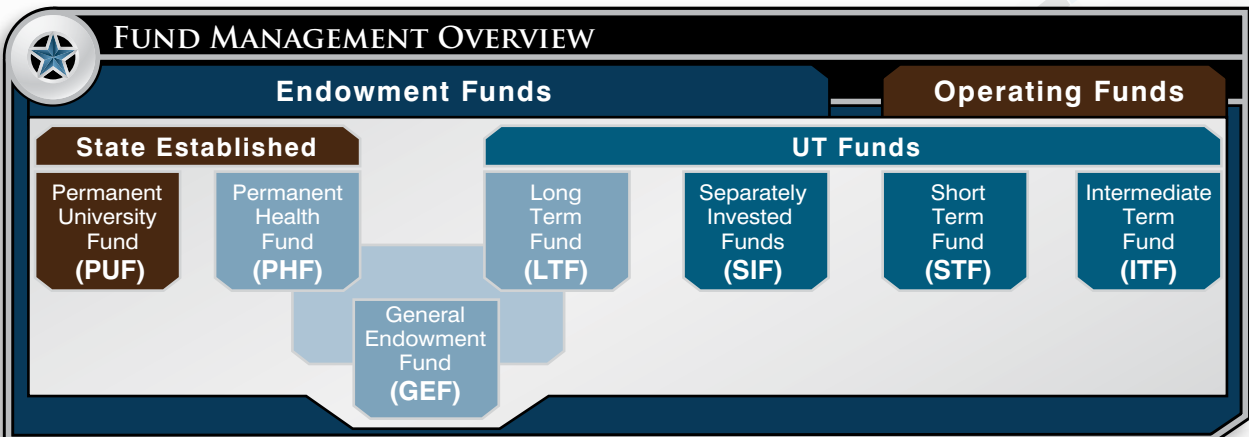 FUND MANAGEMENT OVERVIEW
Endowment Funds
Operating Funds
State Established
UT Funds
Permanent
University
Fund
(PUF)
Permanent
Health
Fund
(PHF)
Long
Term
Fund
(LTF)
Separately
Invested
Funds
(SIF)
Short
Term
Fund
(STF)
Intermediate
Term
Fund
(ITF)
General
Endowment
Fund
(GEF)